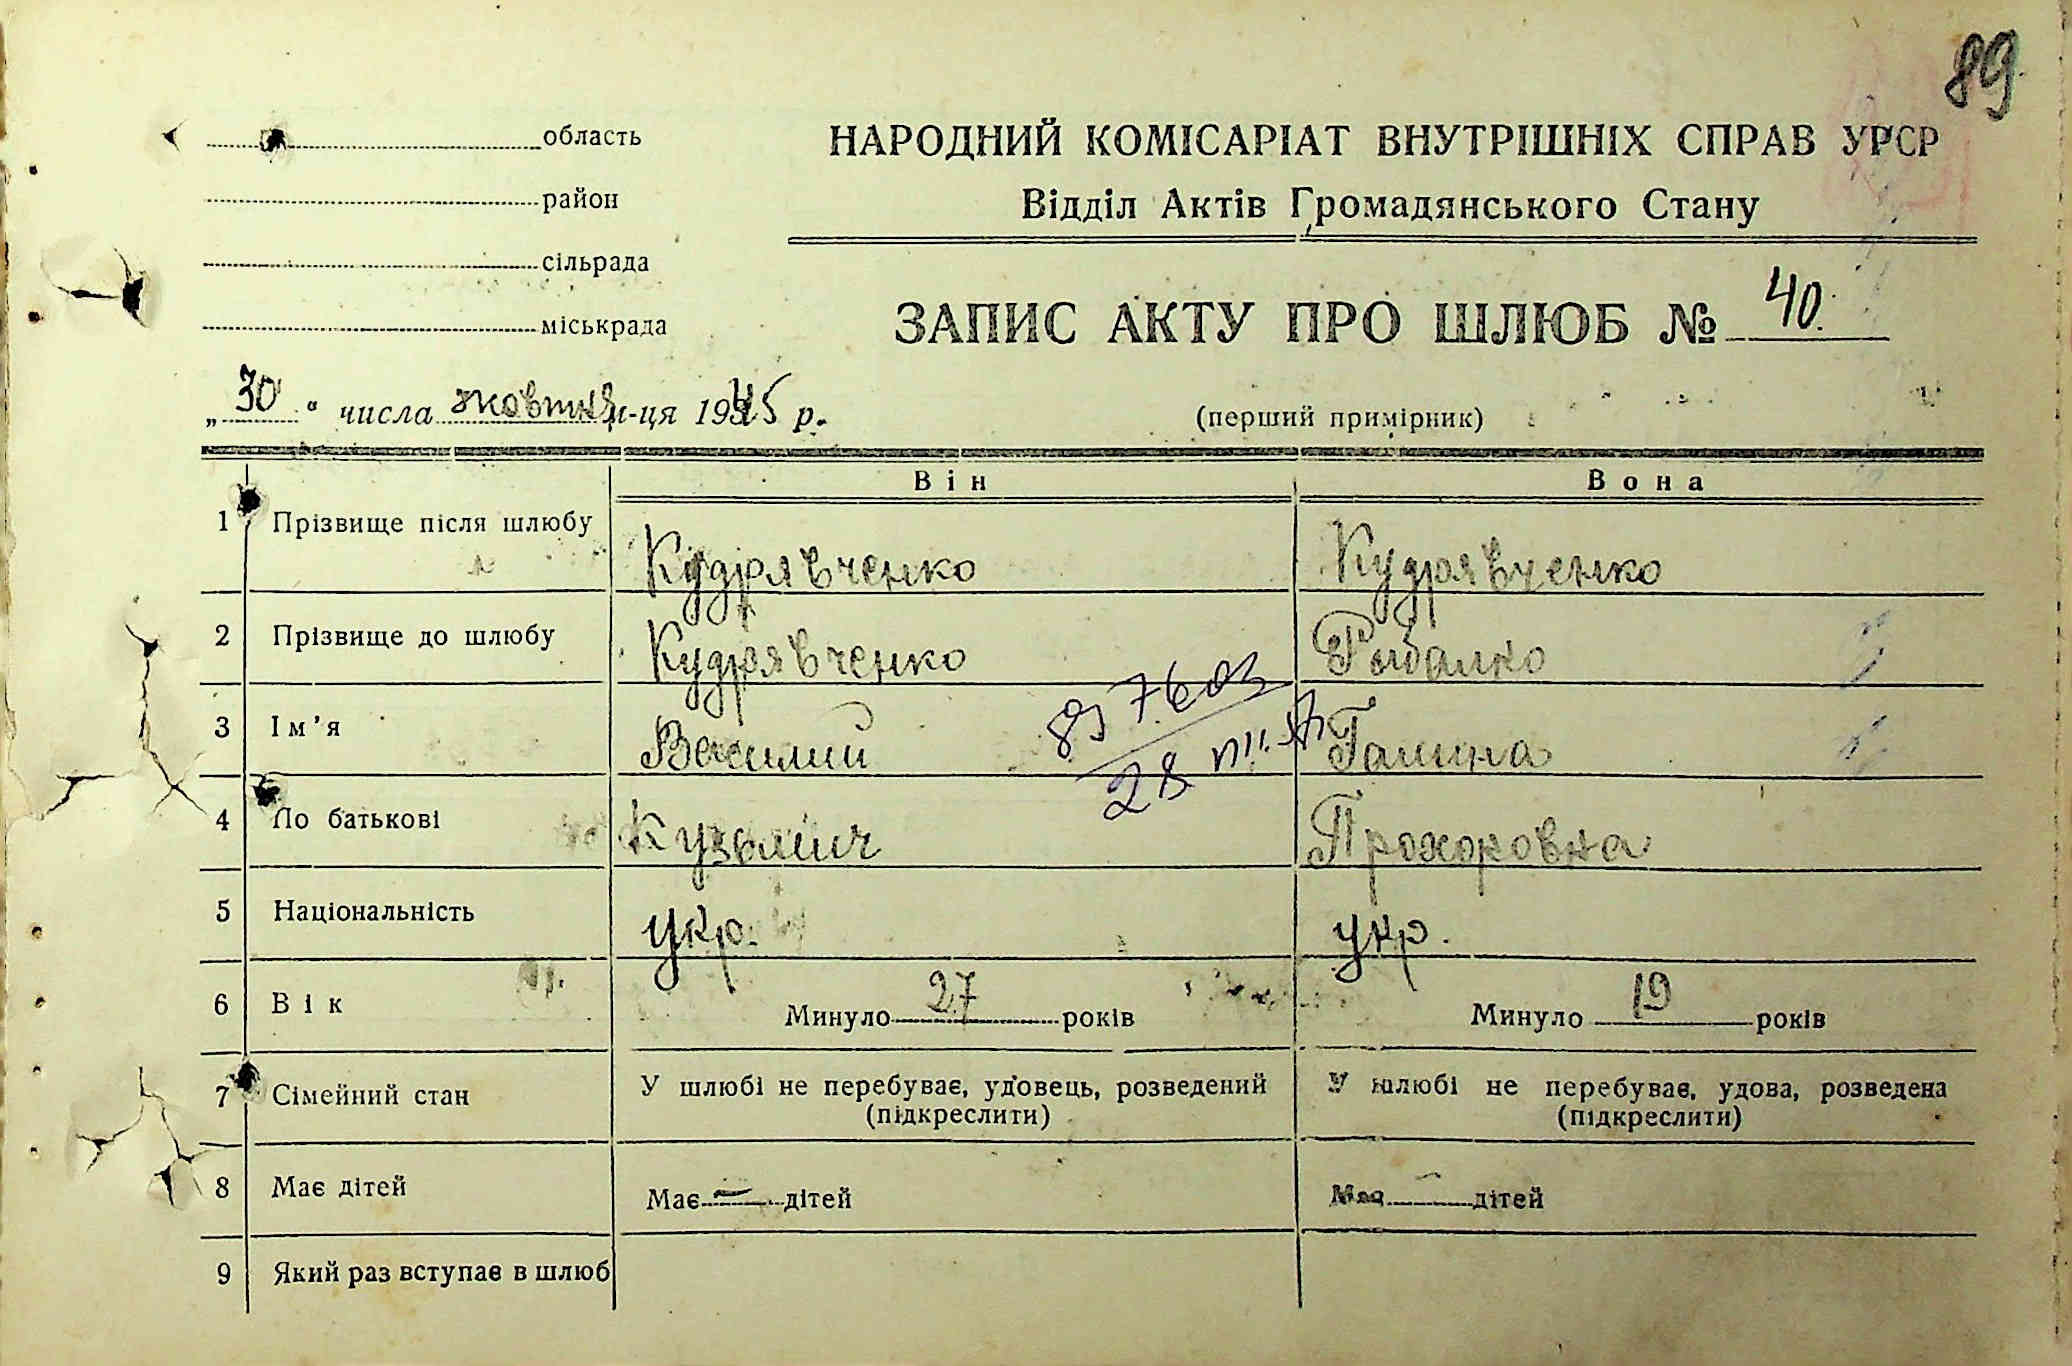 89
область
НАРОДНИЙ КОМІСАРІАТ ВНУТРІШНІХ СПРАВ УРСР
район
Відділ Актів Громадянського Стану
сільрада
міськрада
ЗАПИС АКТУ ПРО ШЛЮБ № 40.
„30“ числа жовтня м-ця 1945 р.
(перший примірник)
Він Вона
1 Прізвище після шлюбу Кудрявченко Кудрявченко
2 Прізвище до шлюбу Кудрявченко Рыбалко
3 Ім’я Василий Галина
4 По батькові Кузьмич Прохоровна
5 Національність укр. укр.
6 Вік Минуло 27 років Минуло 19 років
7 Сімейний стан У шлюбі не перебуває, удовець, розведений У шлюбі не перебуває, удова, розведена
(підкреслити) (підкреслити)
8 Має дітей Має — дітей Має — дітей
9 Який раз вступає в шлюб